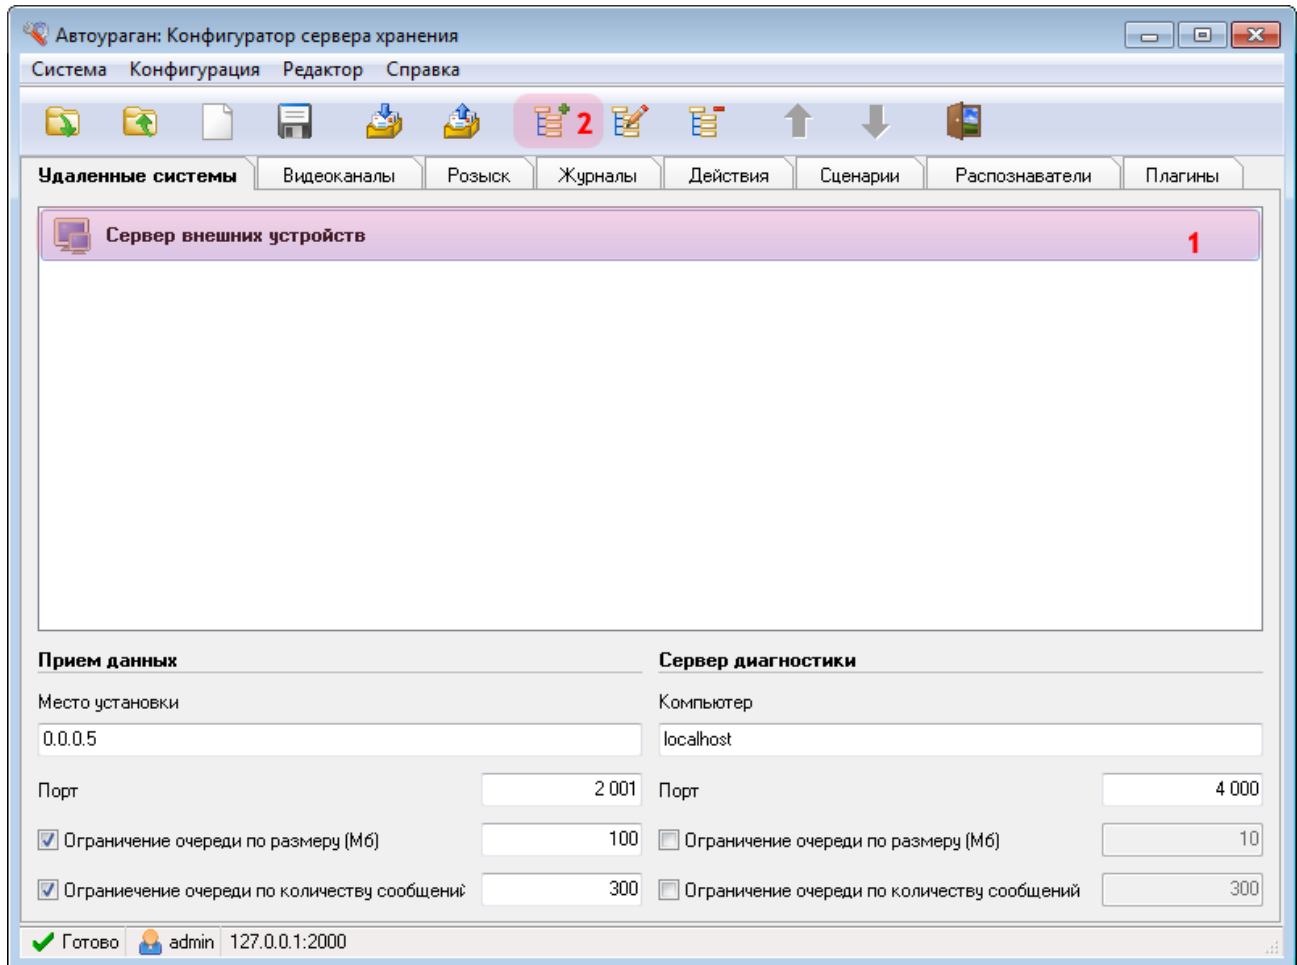 Автоураган: Конфигуратор сервера хранения
Система Конфигурация Редактор Справка
2
Удаленные системы Видеоканалы Розыск Журналы Действия Сценарии Распознаватели Плагины
Сервер внешних устройств 1
Прием данных Сервер диагностики
Место установки Компьютер
0.0.0.5 localhost
Порт 2 001 Порт 4 000
Ограничение очереди по размеру (Мб) 100 Ограничение очереди по размеру (Мб) 10
Ограниечение очереди по количеству сообщений 300 Ограничение очереди по количеству сообщений 300
Готово admin 127.0.0.1:2000